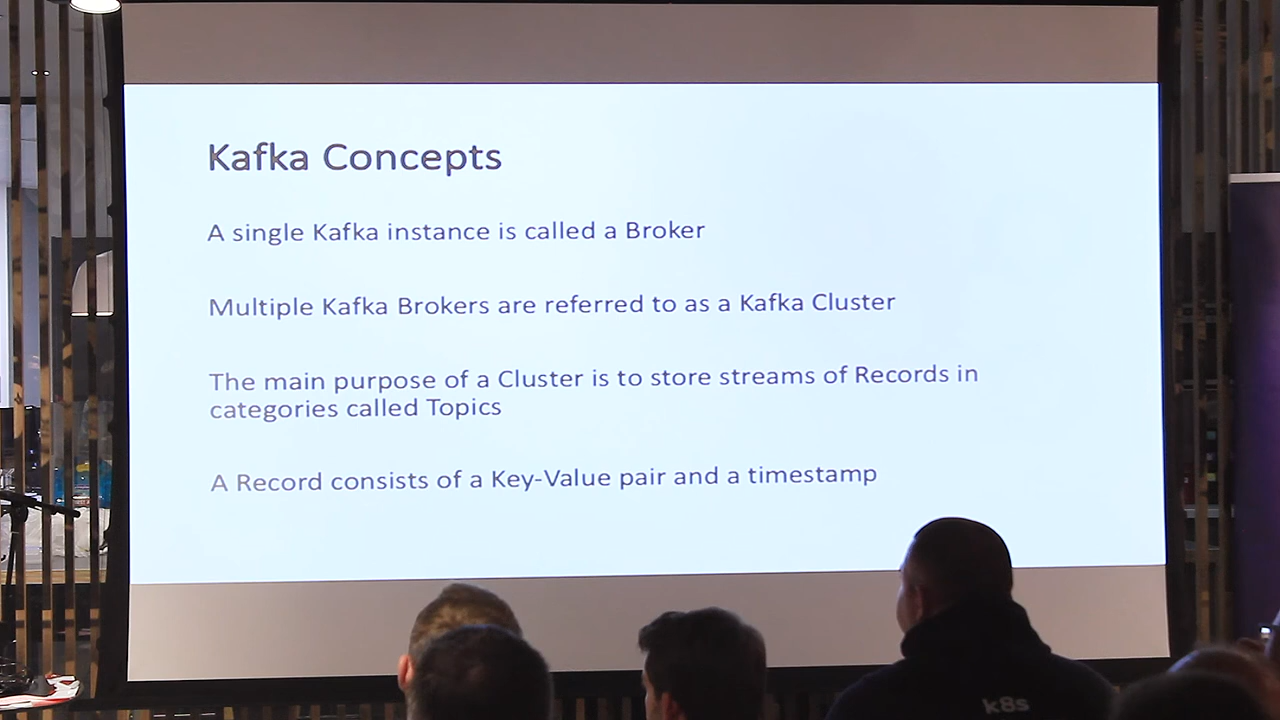 Kafka Concepts
A single Kafka instance is called a Broker
Multiple Kafka Brokers are referred to as a Kafka Cluster
The main purpose of a Cluster is to store streams of Records in
categories called Topics
A Record consists of a Key-Value pair and a timestamp
k8s